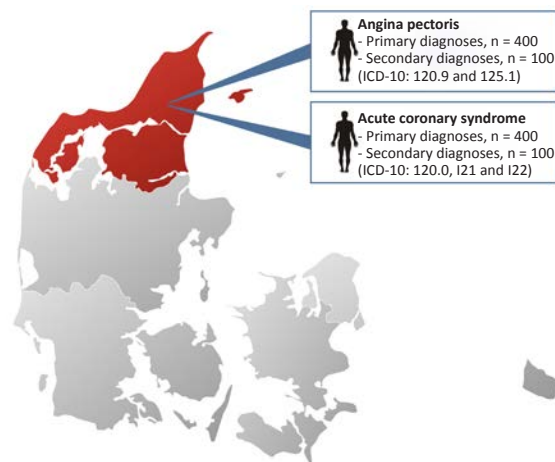 Angina pectoris
- Primary diagnoses, n = 400
- Secondary diagnoses, n = 100
(ICD-10: 120.9 and 125.1)
Acute coronary syndrome
- Primary diagnoses, n = 400
- Secondary diagnoses, n = 100
(ICD-10: 120.0, I21 and I22)